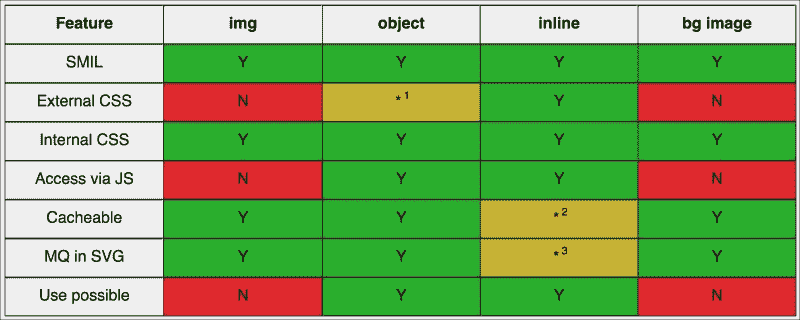 Feature img object inline bg image
SMIL Y Y Y Y
External CSS N *1 Y N
Internal CSS Y Y Y Y
Access via JS N Y Y N
Cacheable Y Y *2 Y
MQ in SVG Y Y *3 Y
Use possible N Y Y N